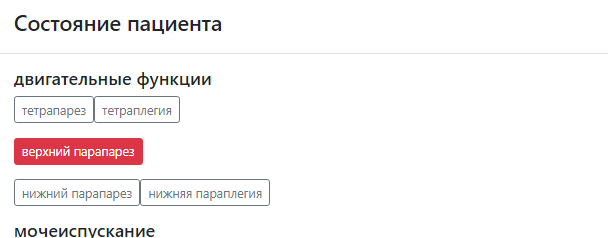 Состояние пациента
двигательные функции
тетрапарез тетраплегия
верхний парапарез
нижний парапарез нижняя параплегия
мочеиспускание